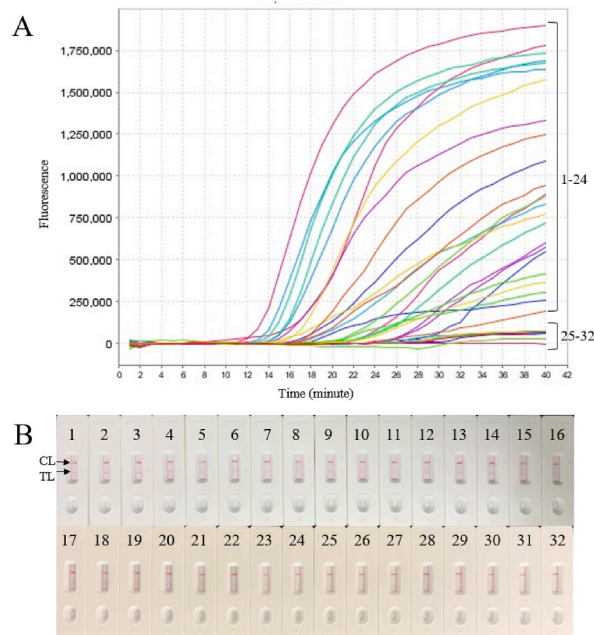 A
1,750,000
1,500,000
1,250,000
1,000,000
750,000
500,000
250,000
0
Fluorescence
1-24
25-32
0 2 4 6 8 10 12 14 16 18 20 22 24 26 28 30 32 34 36 38 40 42
Time (minute)
B
1 2 3 4 5 6 7 8 9 10 11 12 13 14 15 16
CL
TL
17 18 19 20 21 22 23 24 25 26 27 28 29 30 31 32